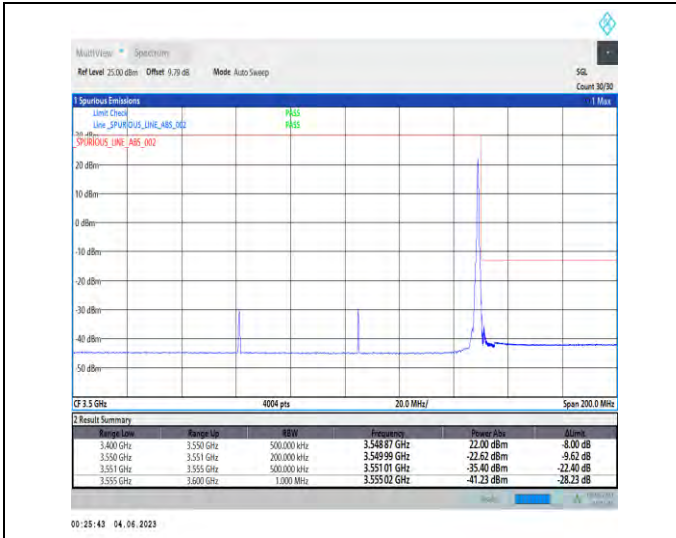 MultiView Spectrum
Ref Level 25.00 dBm Offset 9.79 dB Mode Auto Sweep SGL
Count 30/30
1 Spurious Emissions 1 Max
Limit Check PASS
Line _SPURIOUS_LINE_ABS_002 PASS
_SPURIOUS_LINE_ABS_002
20 dBm
10 dBm
0 dBm
-10 dBm
-20 dBm
-30 dBm
-40 dBm
-50 dBm
CF 3.5 GHz 4004 pts 20.0 MHz/ Span 200.0 MHz
2 Result Summary
Range Low Range Up RBW Frequency Power Abs ΔLimit
3.400 GHz 3.550 GHz 500.000 kHz 3.548 87 GHz 22.00 dBm -8.00 dB
3.550 GHz 3.551 GHz 200.000 kHz 3.549 99 GHz -22.62 dBm -9.62 dB
3.551 GHz 3.555 GHz 500.000 kHz 3.551 01 GHz -35.40 dBm -22.40 dB
3.555 GHz 3.600 GHz 1.000 MHz 3.555 02 GHz -41.23 dBm -28.23 dB
00:25:43 04.06.2023